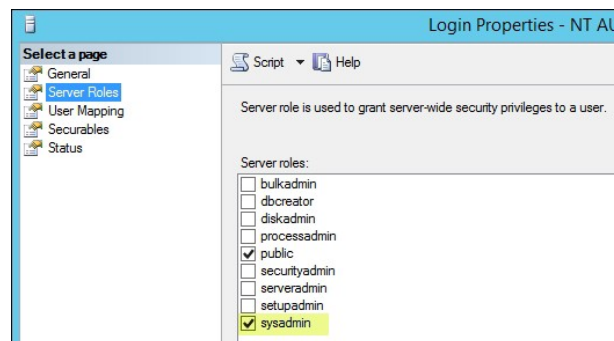 Login Properties - NT AU
Select a page
General
Server Roles
User Mapping
Securables
Status
Script Help
Server role is used to grant server-wide security privileges to a user.
Server roles:
bulkadmin
dbcreator
diskadmin
processadmin
public
securityadmin
serveradmin
setupadmin
sysadmin